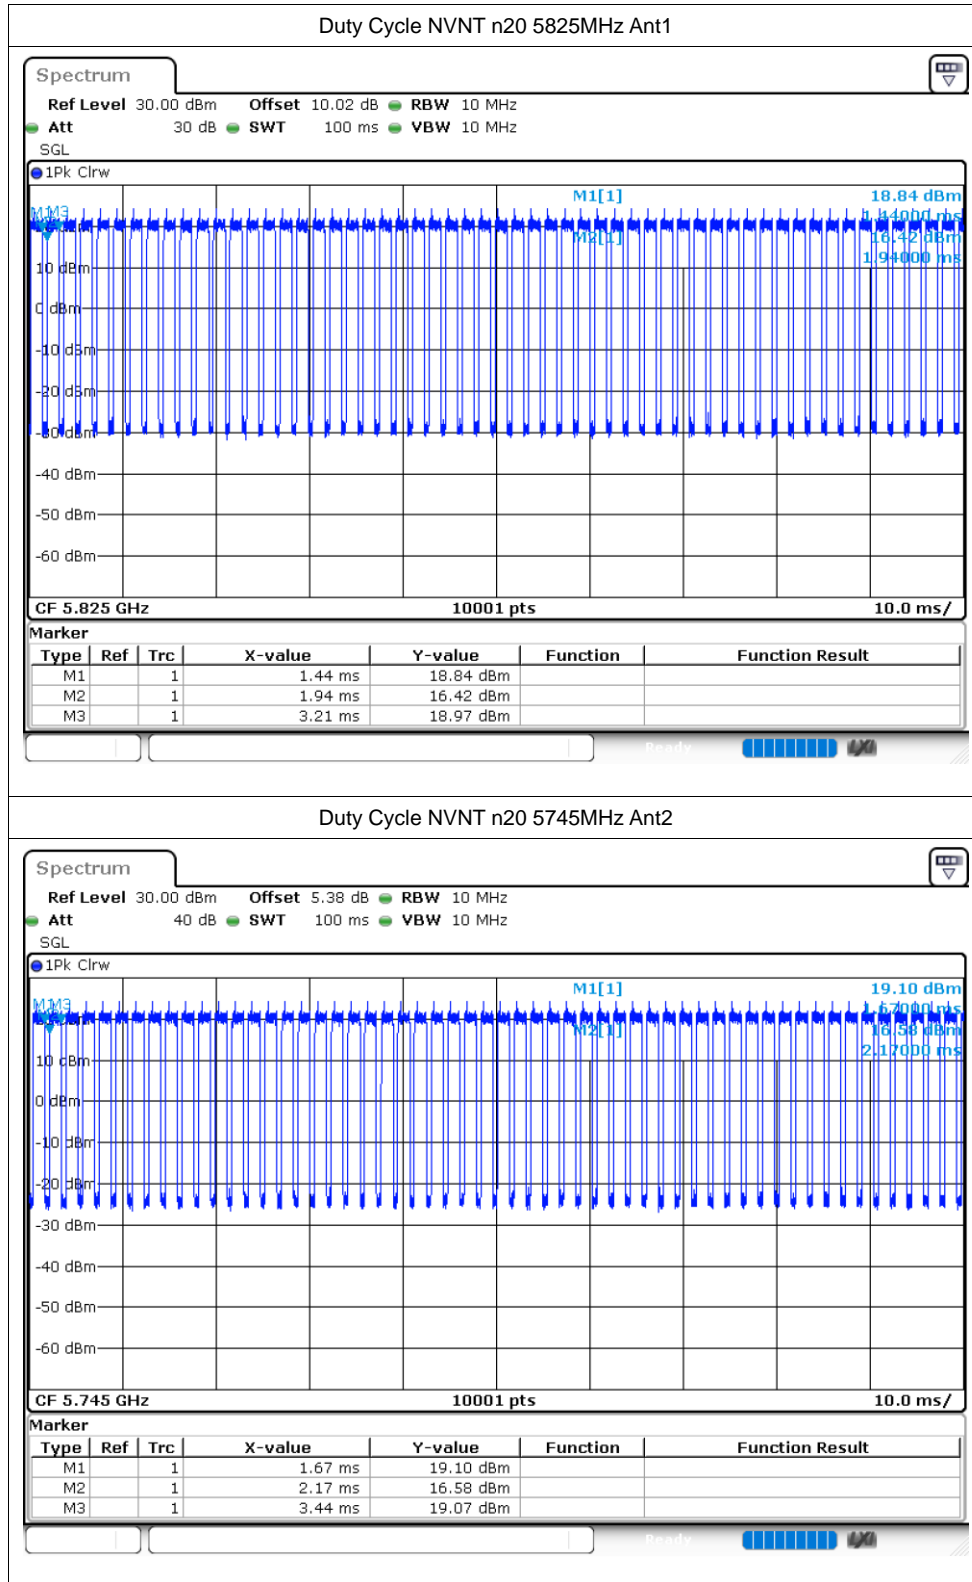 Duty Cycle NVNT n20 5825MHz Ant1
Spectrum
Ref Level 30.00 dBm Offset 10.02 dB RBW 10 MHz
Att 30 dB SWT 100 ms VBW 10 MHz
SGL
1Pk Clrw
M1[1] 18.84 dBm
1.44000 ms
M2[1] 16.42 dBm
1.94000 ms
M1 M3
10 dBm
0 dBm
-10 dBm
-20 dBm
-30 dBm
-40 dBm
-50 dBm
-60 dBm
CF 5.825 GHz 10001 pts 10.0 ms/
Marker
Type Ref Trc X-value Y-value Function Function Result
M1 1 1.44 ms 18.84 dBm
M2 1 1.94 ms 16.42 dBm
M3 1 3.21 ms 18.97 dBm
Ready LXI
Duty Cycle NVNT n20 5745MHz Ant2
Spectrum
Ref Level 30.00 dBm Offset 5.38 dB RBW 10 MHz
Att 40 dB SWT 100 ms VBW 10 MHz
SGL
1Pk Clrw
M1[1] 19.10 dBm
1.67000 ms
M2[1] 16.58 dBm
2.17000 ms
M1 M3
10 dBm
0 dBm
-10 dBm
-20 dBm
-30 dBm
-40 dBm
-50 dBm
-60 dBm
CF 5.745 GHz 10001 pts 10.0 ms/
Marker
Type Ref Trc X-value Y-value Function Function Result
M1 1 1.67 ms 19.10 dBm
M2 1 2.17 ms 16.58 dBm
M3 1 3.44 ms 19.07 dBm
Ready LXI